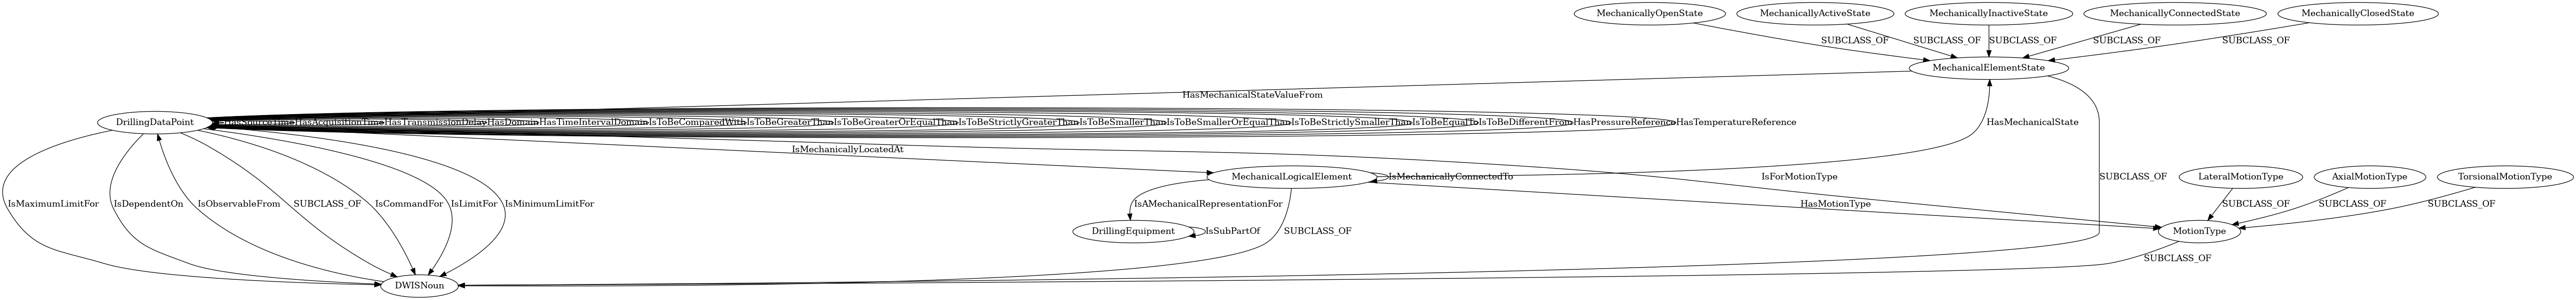 MechanicallyOpenState
MechanicallyActiveState
MechanicallyInactiveState
MechanicallyConnectedState
MechanicallyClosedState
SUBCLASS_OF
SUBCLASS_OF
SUBCLASS_OF
SUBCLASS_OF
SUBCLASS_OF
MechanicalElementState
HasMechanicalStateValueFrom
DrillingDataPoint
HasSourceTime
HasAcquisitionTime
HasTransmissionDelay
HasDomain
HasTimeIntervalDomain
IsToBeComparedWith
IsToBeGreaterThan
IsToBeGreaterOrEqualThan
IsToBeStrictlyGreaterThan
IsToBeSmallerThan
IsToBeSmallerOrEqualThan
IsToBeStrictlySmallerThan
IsToBeEqualTo
IsToBeDifferentFrom
HasPressureReference
HasTemperatureReference
HasMechanicalState
IsMechanicallyLocatedAt
MechanicalLogicalElement
IsMechanicallyConnectedTo
IsForMotionType
SUBCLASS_OF
LateralMotionType
AxialMotionType
TorsionalMotionType
IsMaximumLimitFor
IsDependentOn
IsObservableFrom
SUBCLASS_OF
IsCommandFor
IsLimitFor
IsMinimumLimitFor
IsAMechanicalRepresentationFor
HasMotionType
SUBCLASS_OF
SUBCLASS_OF
SUBCLASS_OF
DrillingEquipment
IsSubPartOf
SUBCLASS_OF
MotionType
SUBCLASS_OF
DWISNoun